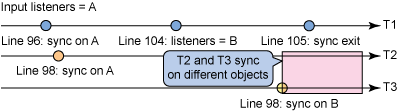 Input listeners = A
T1
Line 96: sync on A
Line 104: listeners = B
Line 105: sync exit
T2
Line 98: sync on A
T2 and T3 sync
on different objects
T3
Line 98: sync on B